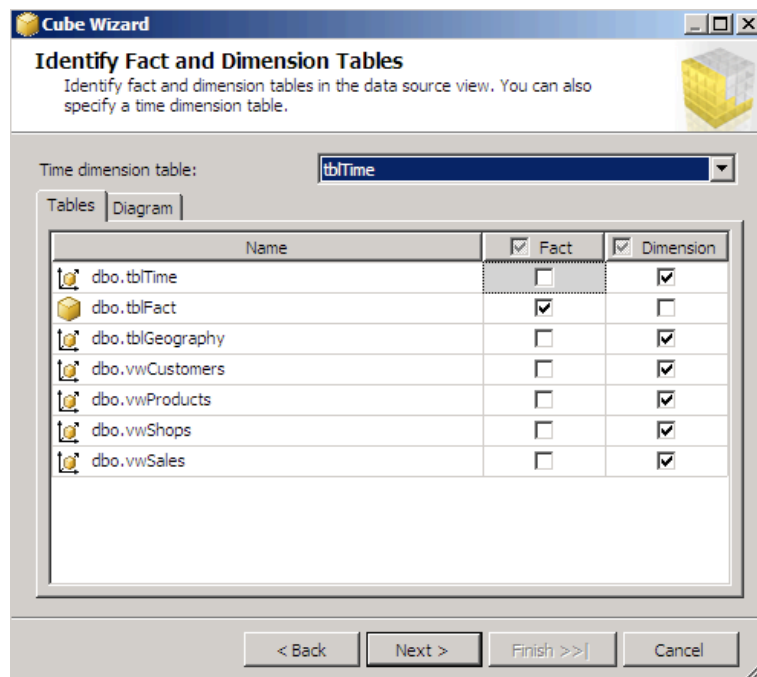 Cube Wizard
Identify Fact and Dimension Tables
Identify fact and dimension tables in the data source view. You can also
specify a time dimension table.
Time dimension table: tblTime
Tables Diagram
Name Fact Dimension
dbo.tblTime
dbo.tblFact
dbo.tblGeography
dbo.vwCustomers
dbo.vwProducts
dbo.vwShops
dbo.vwSales
< Back Next > Finish >>| Cancel